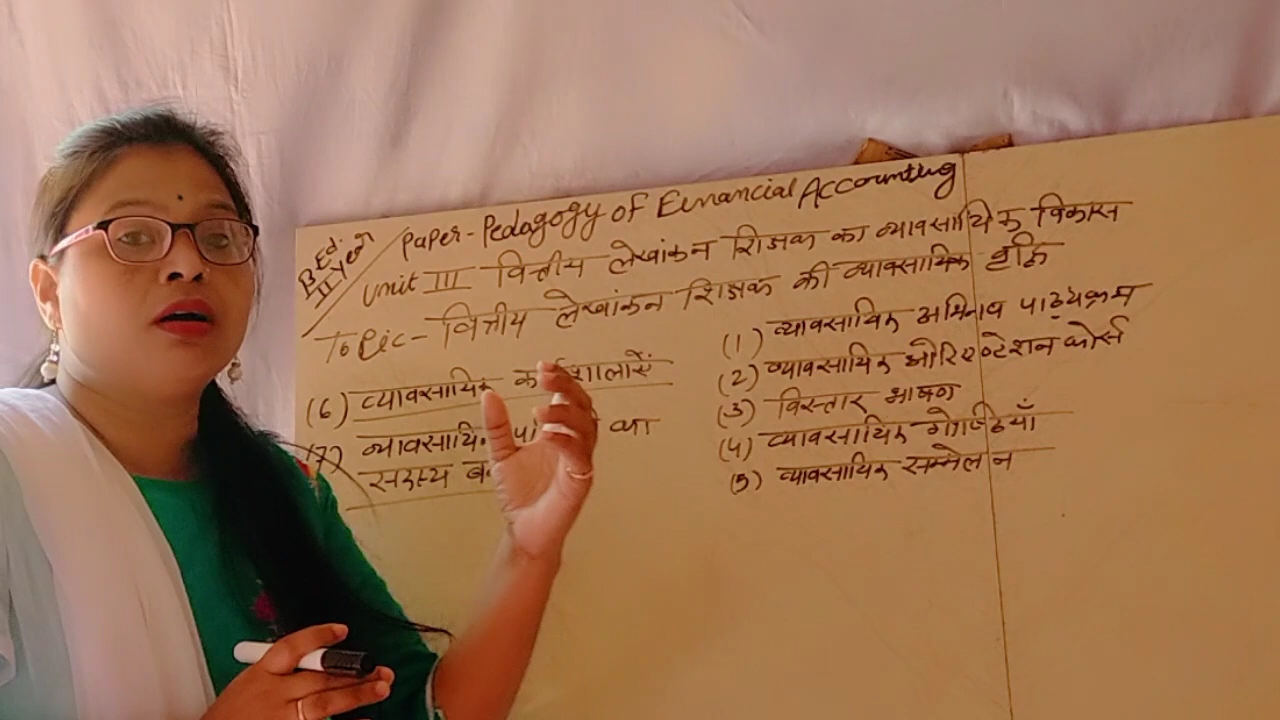 B.Ed.
II Year
Paper - Pedagogy of Financial Accounting
Unit III वित्तीय लेखांकन शिक्षक का व्यावसायिक विकास
Topic - वित्तीय लेखांकन शिक्षक की व्यावसायिक वृद्धि
(1) व्यावसायिक अभिनव पाठ्यक्रम
(2) व्यावसायिक ओरिएण्टेशन कोर्स
(3) विस्तार भाषण
(4) व्यावसायिक गोष्ठियाँ
(5) व्यावसायिक सम्मेलन
(6) व्यावसायिक
(7) व्यावसायिक का
सदस्य